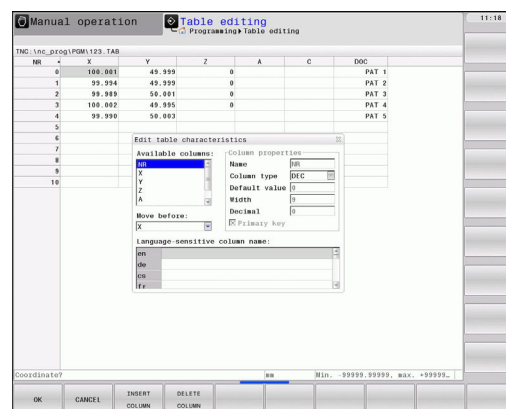 Manual operation
Table editing
Programming Table editing
11:18
TNC:\nc_prog\PGM\123.TAB
NR X Y Z A C DOC
0 100.001 49.999 0 PAT 1
1 99.994 49.999 0 PAT 2
2 99.989 50.001 0 PAT 3
3 100.002 49.995 0 PAT 4
4 99.990 50.003 PAT 5
5
6
7
8
9
10
Edit table characteristics
Available columns:
NR
X
Y
Z
A
Move before:
X
Column properties
Name NR
Column type DEC
Default value 0
Width 9
Decimal 0
Primary key
Language-sensitive column name:
en
de
cs
fr
Coordinate? mm Min. -99999.99999, max. +99999…
OK CANCEL INSERT COLUMN DELETE COLUMN